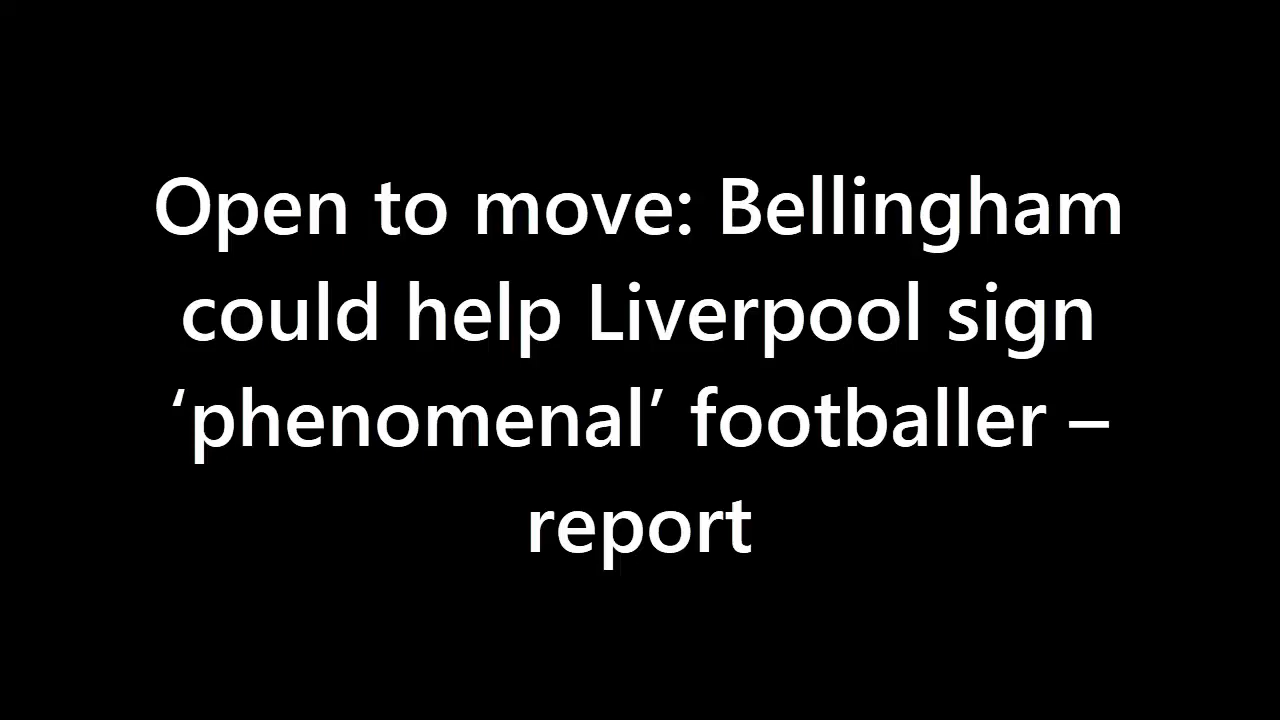 Open to move: Bellingham
could help Liverpool sign
‘phenomenal’ footballer –
report